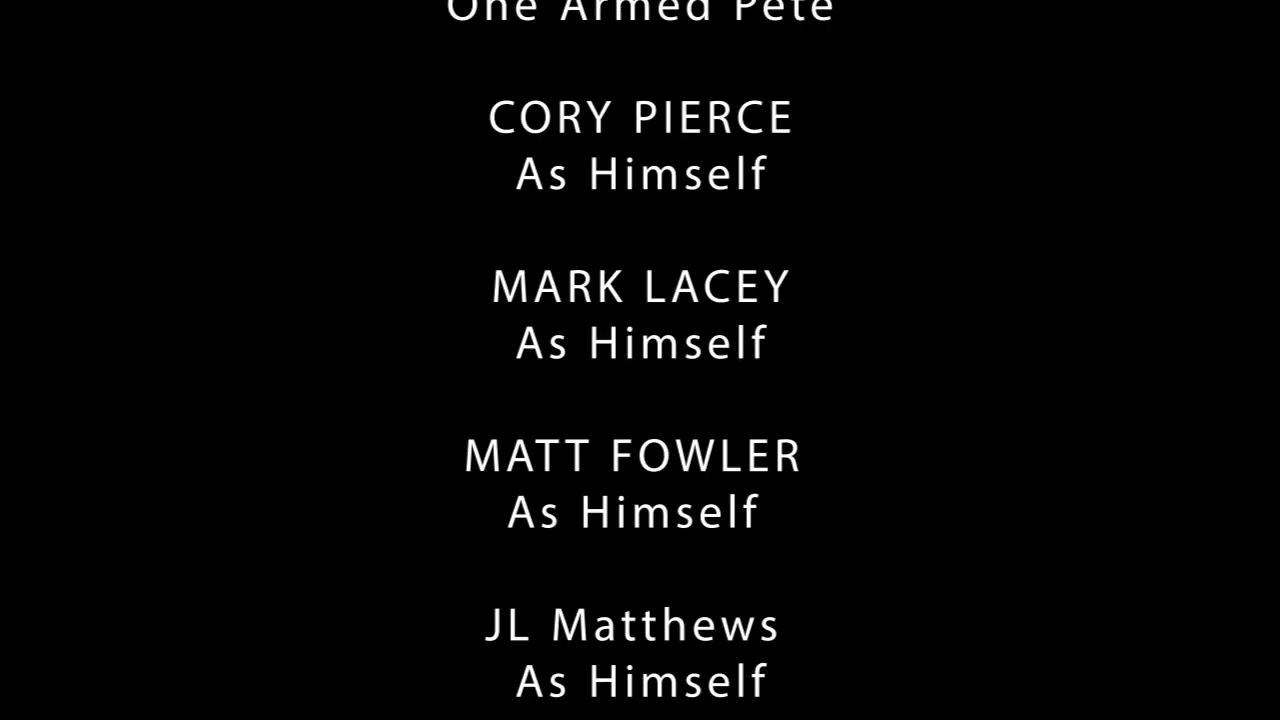 One Armed Pete
CORY PIERCE
As Himself
MARK LACEY
As Himself
MATT FOWLER
As Himself
JL Matthews
As Himself